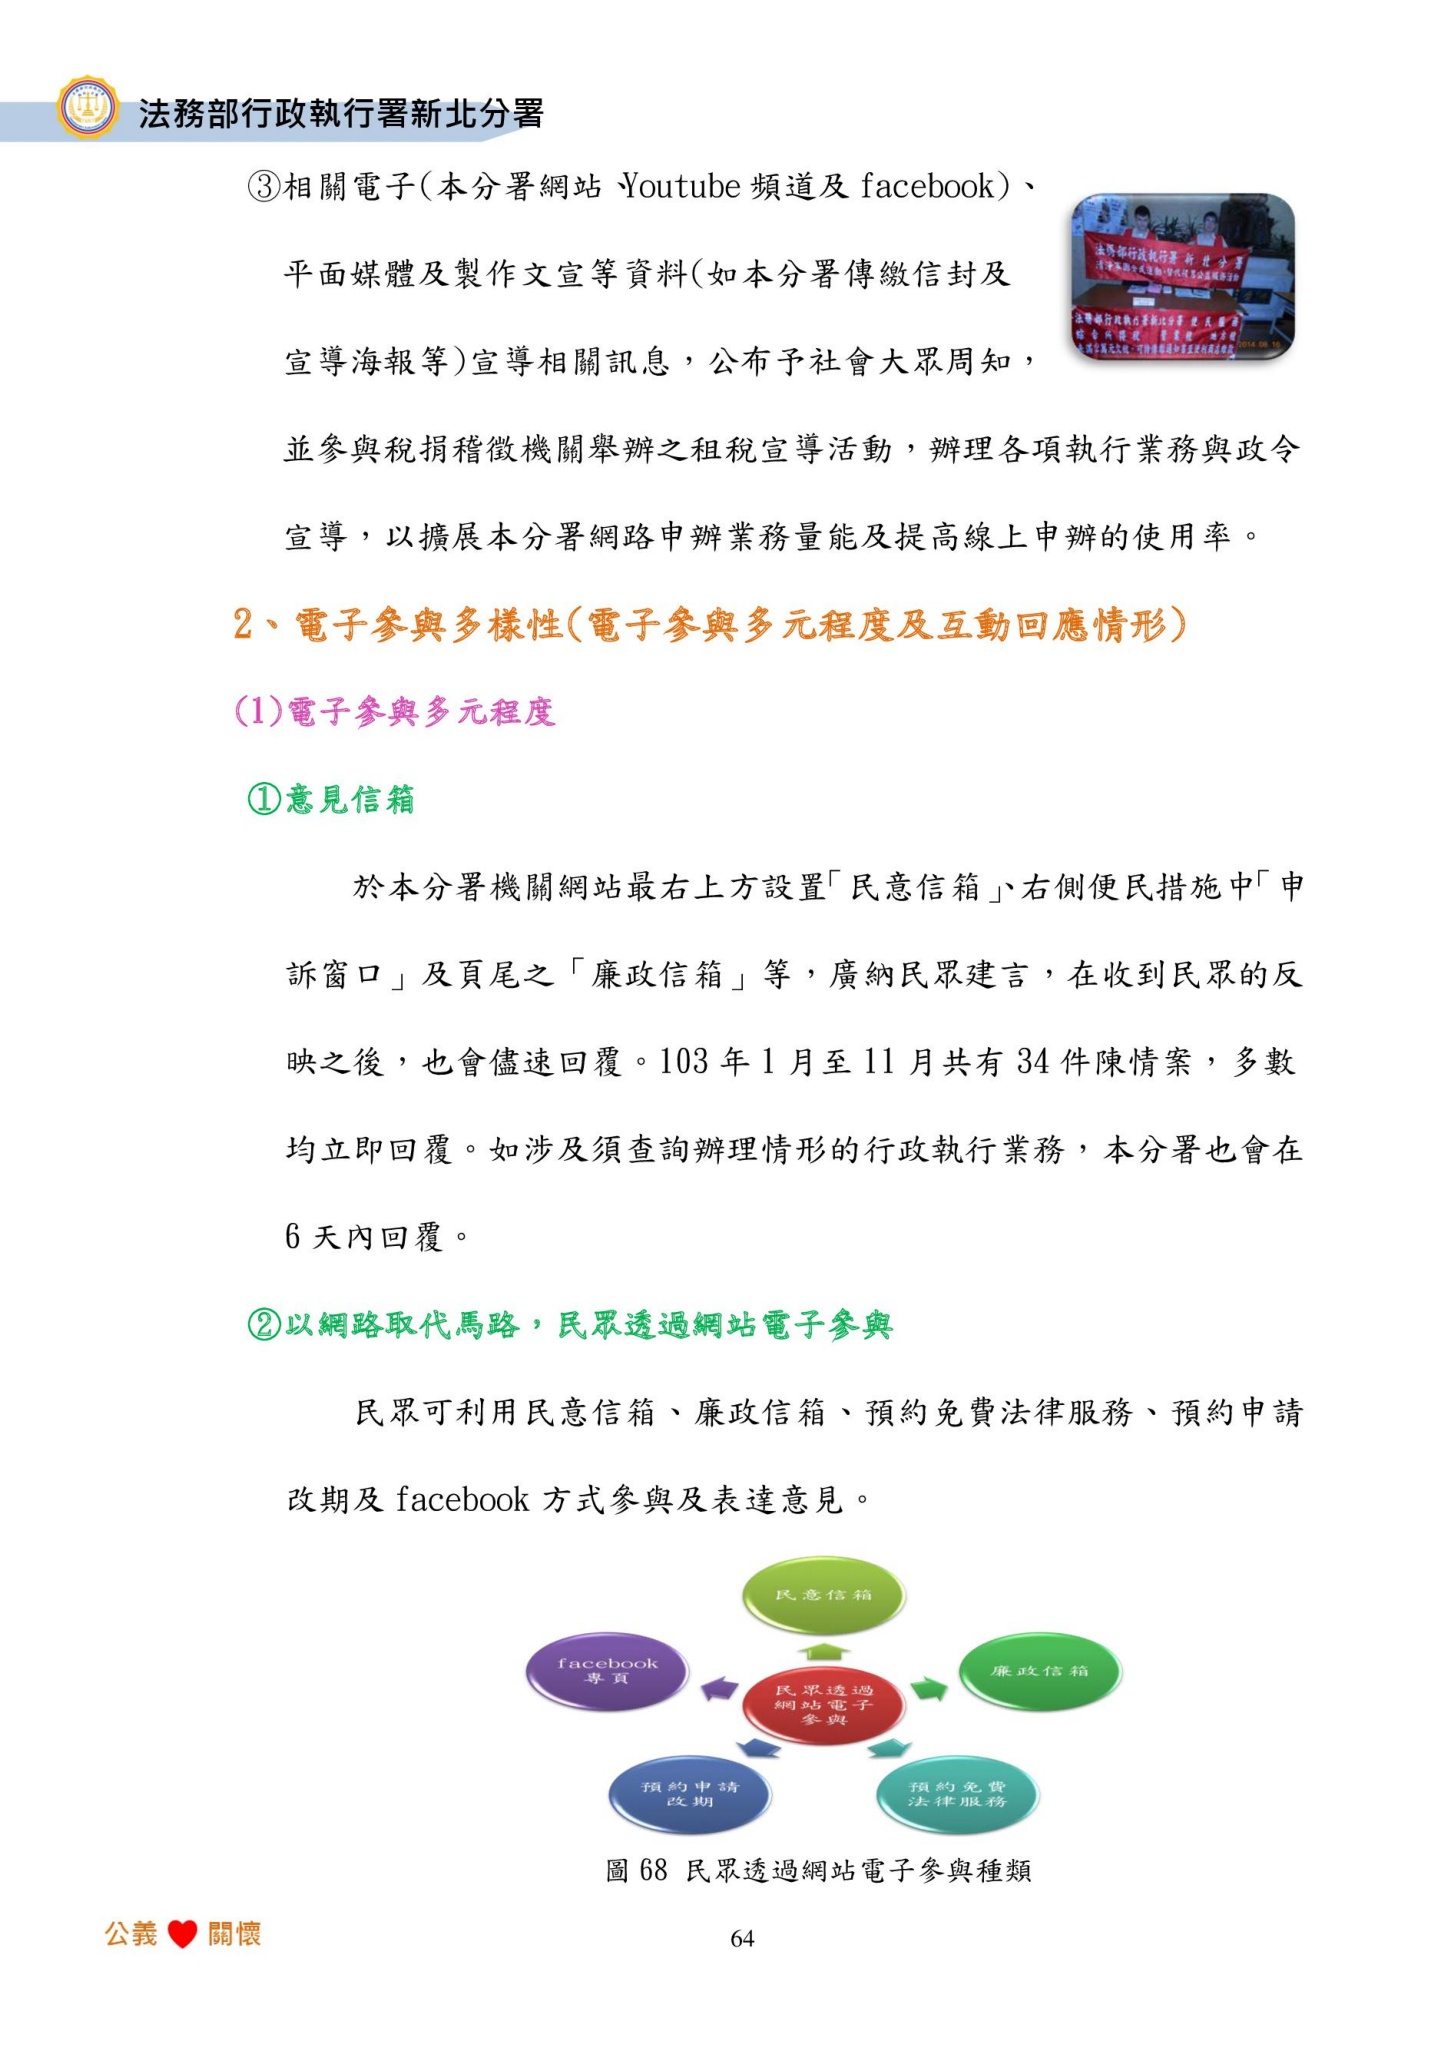 法務部行政執行署新北分署
③相關電子(本分署網站、Youtube 頻道及 facebook)、
平面媒體及製作文宣等資料(如本分署傳繳信封及
宣導海報等)宣導相關訊息，公布予社會大眾周知，
並參與稅捐稽徵機關舉辦之租稅宣導活動，辦理各項執行業務與政令
宣導，以擴展本分署網路申辦業務量能及提高線上申辦的使用率。
法務部行政執行署新北分署
2014.06.16
2、電子參與多樣性(電子參與多元程度及互動回應情形)
(1)電子參與多元程度
①意見信箱
於本分署機關網站最右上方設置「民意信箱」、右側便民措施中「申
訴窗口」及頁尾之「廉政信箱」等，廣納民眾建言，在收到民眾的反
映之後，也會儘速回覆。103 年 1 月至 11 月共有 34 件陳情案，多數
均立即回覆。如涉及須查詢辦理情形的行政執行業務，本分署也會在
6 天內回覆。
②以網路取代馬路，民眾透過網站電子參與
民眾可利用民意信箱、廉政信箱、預約免費法律服務、預約申請
改期及 facebook 方式參與及表達意見。
民意信箱
facebook
專頁
廉政信箱
民眾透過
網站電子
參與
預約申請
改期
預約免費
法律服務
圖 68 民眾透過網站電子參與種類
公義 關懷
64